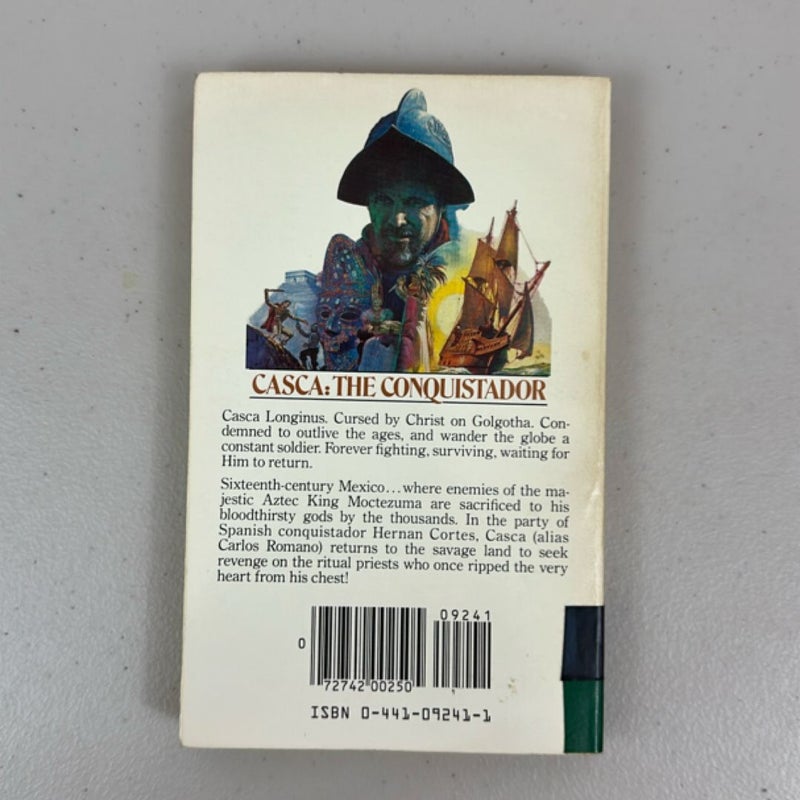 CASCA: THE CONQUISTADOR
Casca Longinus. Cursed by Christ on Golgotha. Con-
demned to outlive the ages, and wander the globe a
constant soldier. Forever fighting, surviving, waiting for
Him to return.
Sixteenth-century Mexico...where enemies of the ma-
jestic Aztec King Moctezuma are sacrificed to his
bloodthirsty gods by the thousands. In the party of
Spanish conquistador Hernan Cortes, Casca (alias
Carlos Romano) returns to the savage land to seek
revenge on the ritual priests who once ripped the very
heart from his chest!
09241
0
72742 00250
ISBN 0-441-09241-1